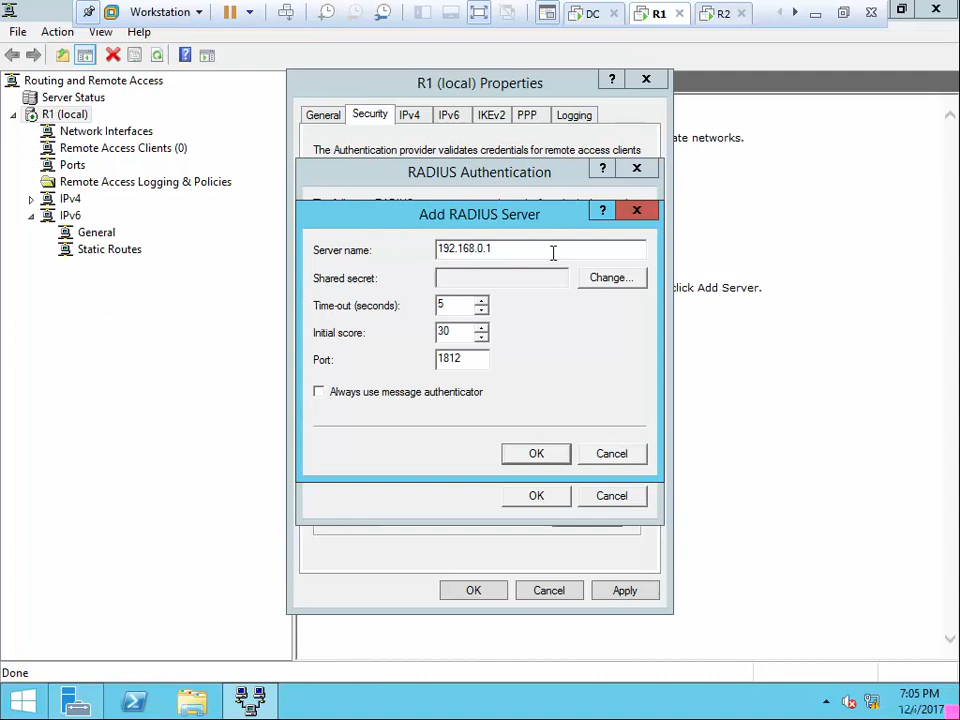 Workstation
DC
R1
R2
File Action View Help
Routing and Remote Access
Server Status
R1 (local)
Network Interfaces
Remote Access Clients (0)
Ports
Remote Access Logging & Policies
IPv4
IPv6
General
Static Routes
R1 (local) Properties
General Security IPv4 IPv6 IKEv2 PPP Logging
The Authentication provider validates credentials for remote access clients
RADIUS Authentication
Add RADIUS Server
Server name: 192.168.0.1
Shared secret: Change...
Time-out (seconds): 5
Initial score: 30
Port: 1812
Always use message authenticator
OK Cancel
OK Cancel
OK Cancel Apply
ate networks.
click Add Server.
Done
7:05 PM